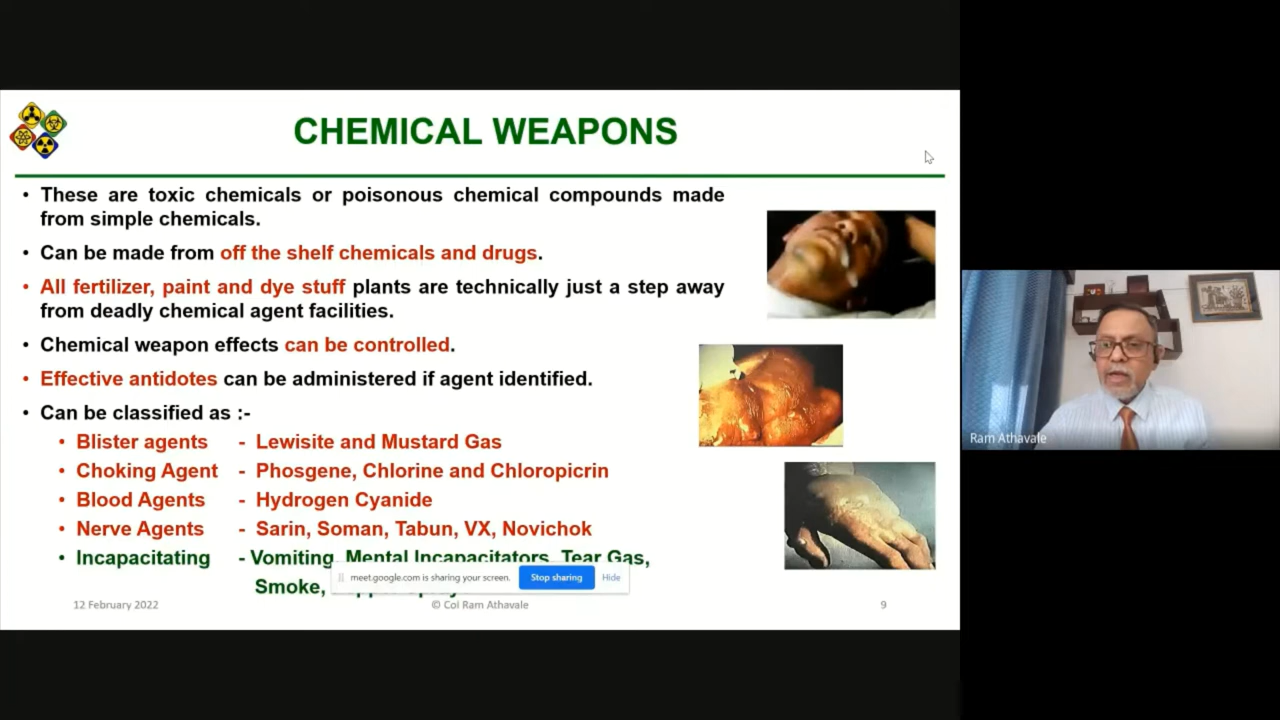 CHEMICAL WEAPONS
• These are toxic chemicals or poisonous chemical compounds made
from simple chemicals.
• Can be made from off the shelf chemicals and drugs.
• All fertilizer, paint and dye stuff plants are technically just a step away
from deadly chemical agent facilities.
• Chemical weapon effects can be controlled.
• Effective antidotes can be administered if agent identified.
• Can be classified as :-
• Blister agents - Lewisite and Mustard Gas
• Choking Agent - Phosgene, Chlorine and Chloropicrin
• Blood Agents - Hydrogen Cyanide
• Nerve Agents - Sarin, Soman, Tabun, VX, Novichok
• Incapacitating - Vomiting, Mental Incapacitators, Tear Gas,
Smoke,
meet.google.com is sharing your screen. Stop sharing Hide
12 February 2022 © Col Ram Athavale 9
Ram Athavale